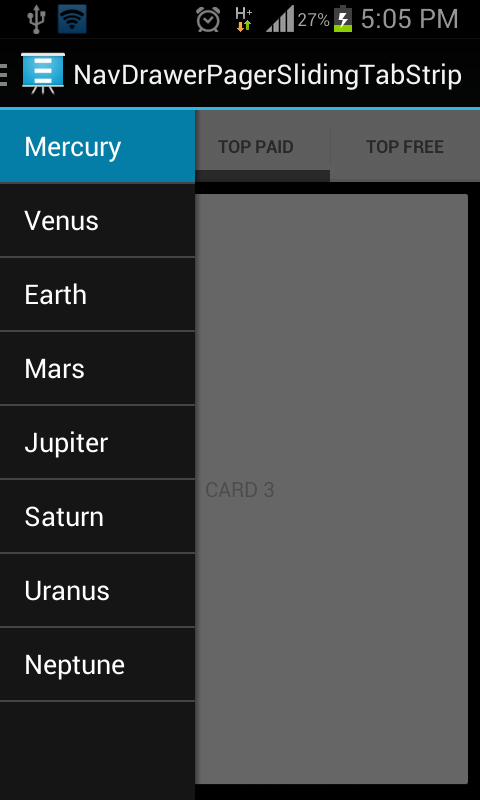 H+ 27% 5:05 PM
NavDrawerPagerSlidingTabStrip
Mercury
TOP PAID
TOP FREE
Venus
Earth
Mars
Jupiter
CARD 3
Saturn
Uranus
Neptune